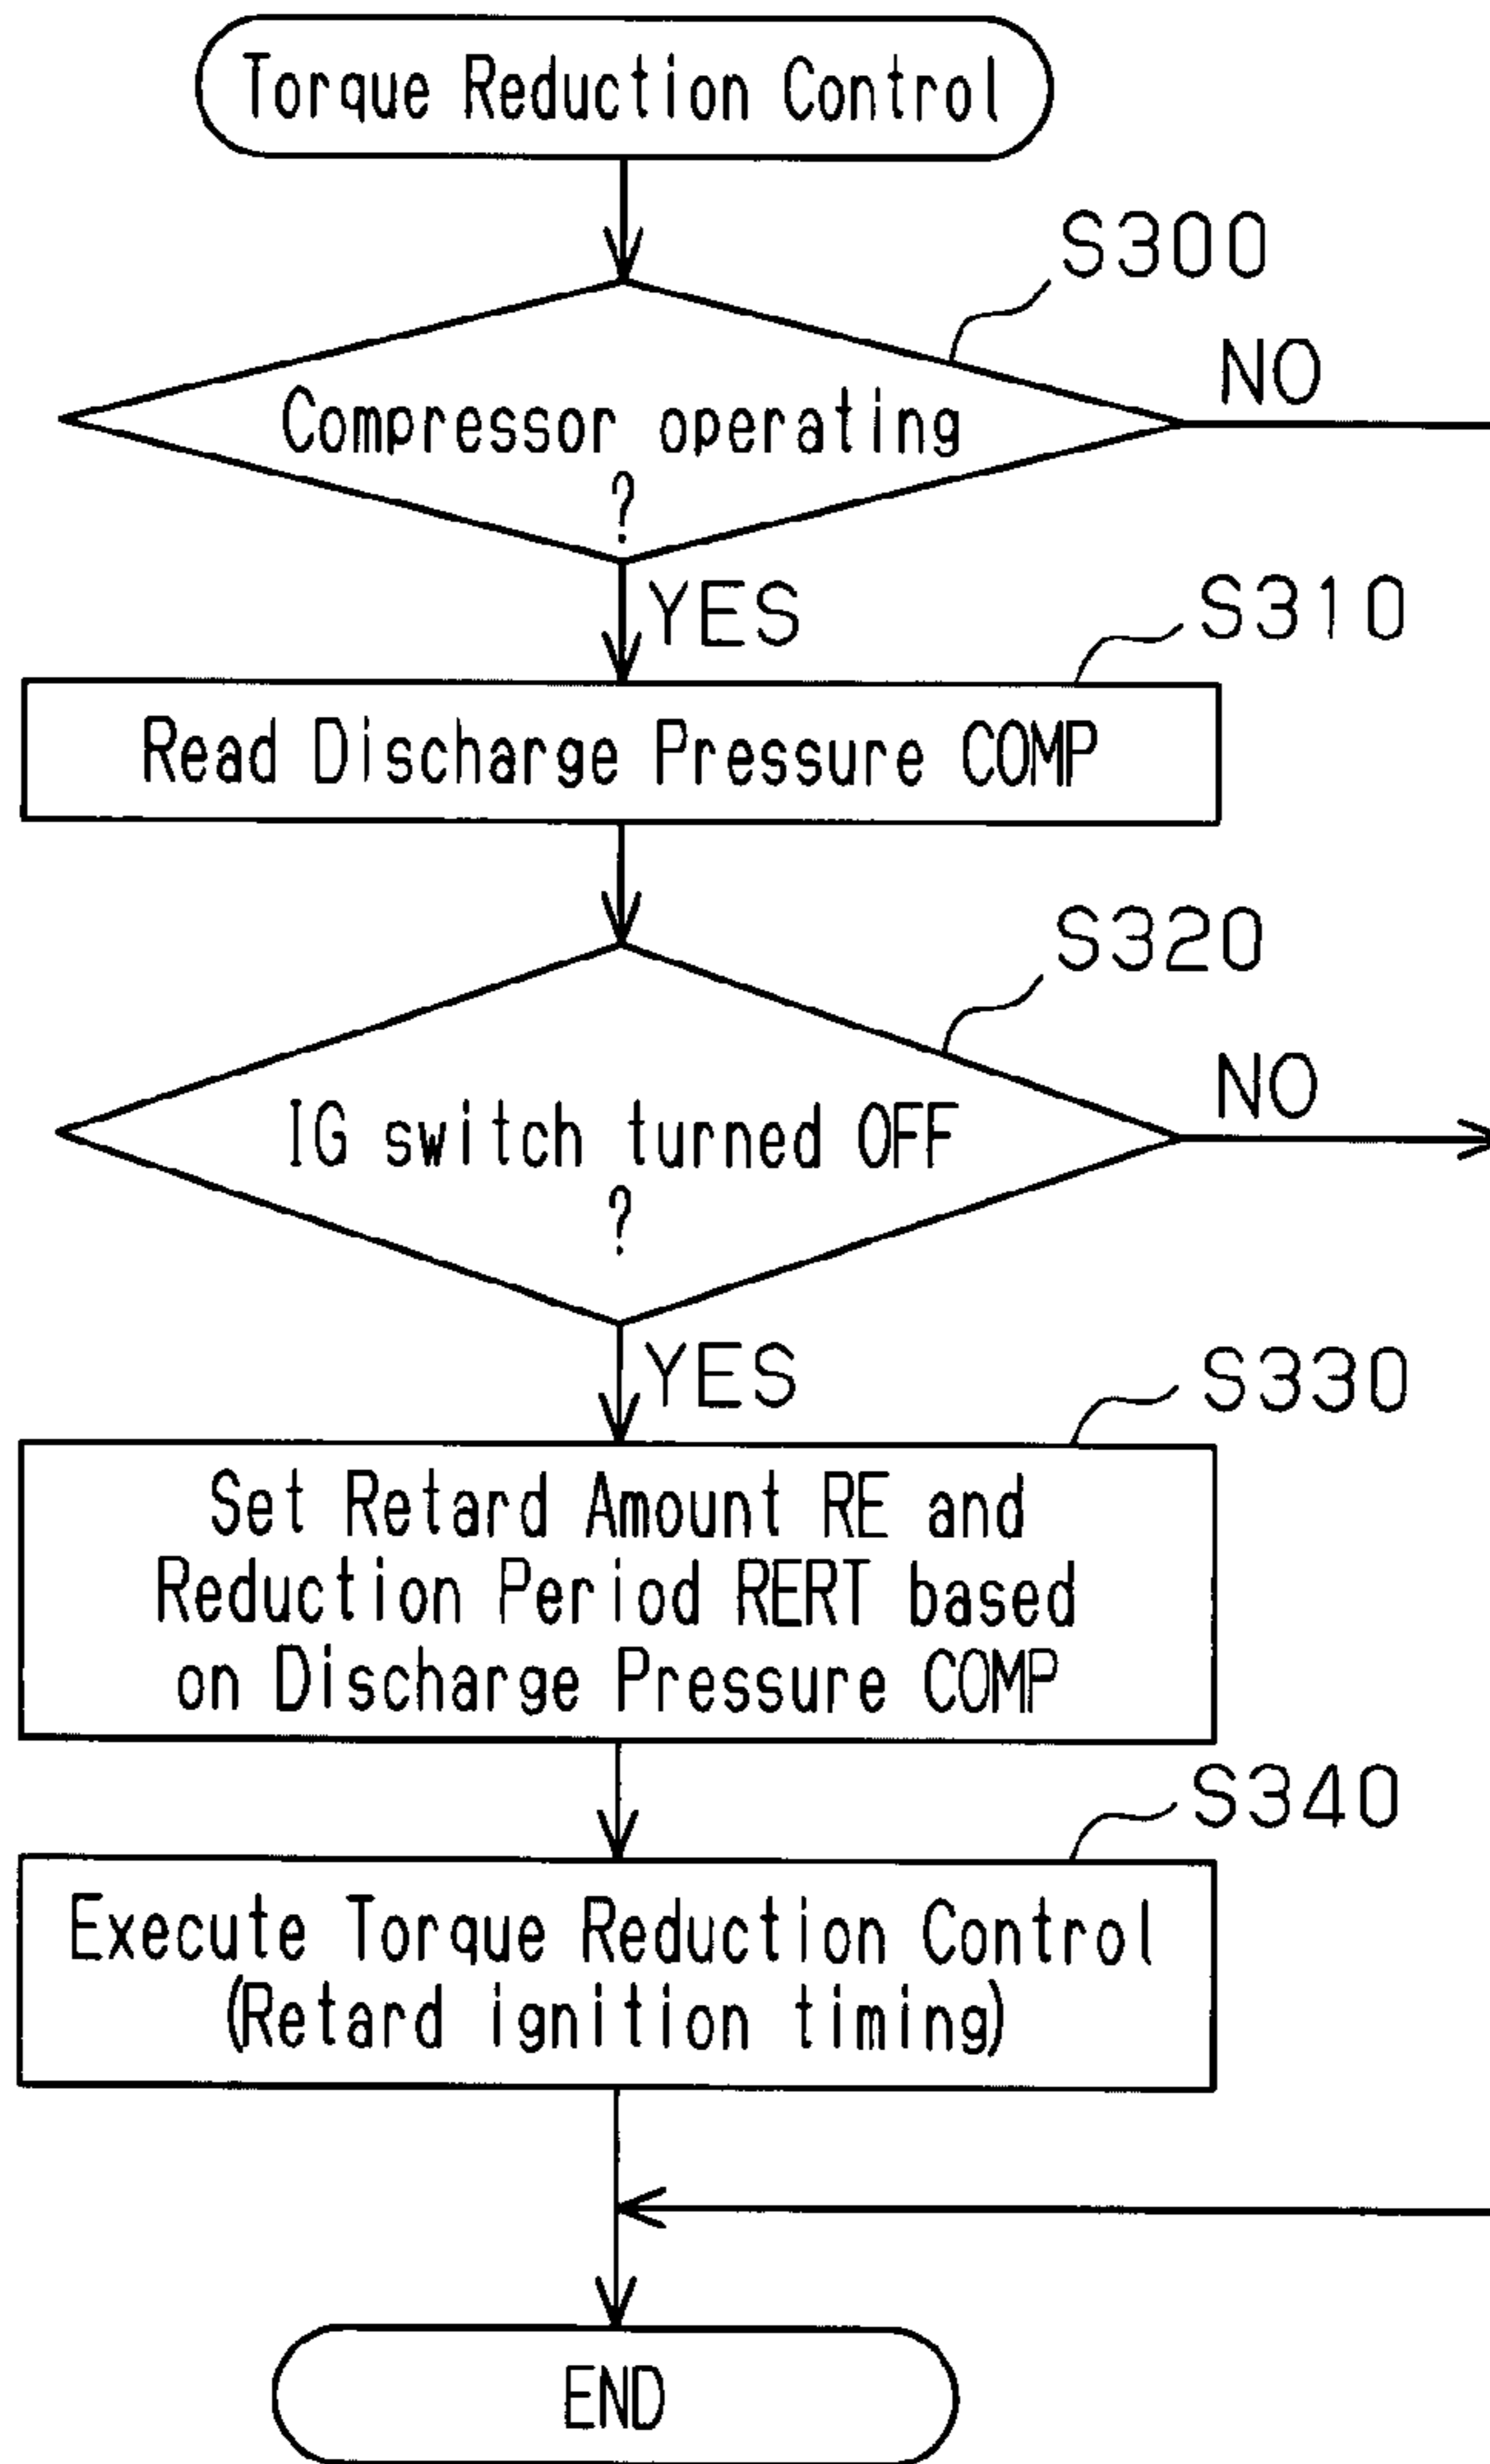 Torque Reduction Control
S300
Compressor operating
?
NO
YES
S310
Read Discharge Pressure COMP
S320
IG switch turned OFF
?
NO
YES
S330
Set Retard Amount RE and
Reduction Period RERT based
on Discharge Pressure COMP
S340
Execute Torque Reduction Control
(Retard ignition timing)
END